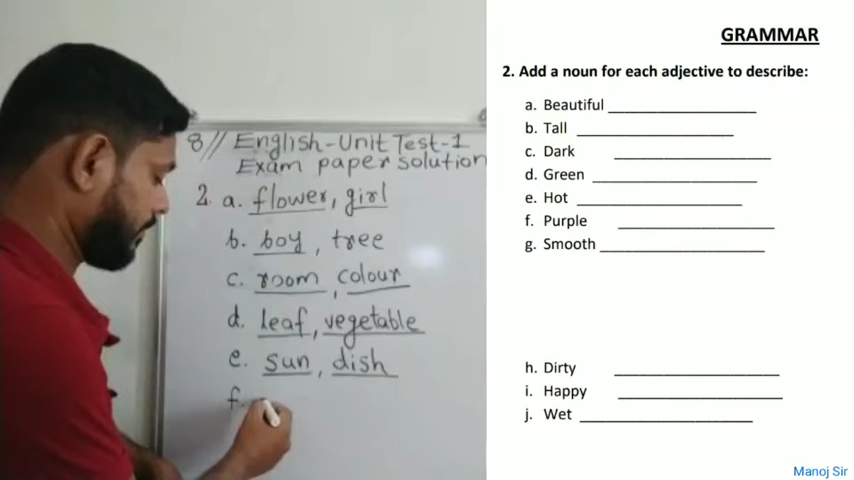 8// English-Unit Test-1
Exam paper solution
2. a. flower, girl
b. boy, tree
c. room, colour
d. leaf, vegetable
e. sun, dish
f.
GRAMMAR
2. Add a noun for each adjective to describe:
a. Beautiful
b. Tall
c. Dark
d. Green
e. Hot
f. Purple
g. Smooth
h. Dirty
i. Happy
j. Wet
Manoj Sir